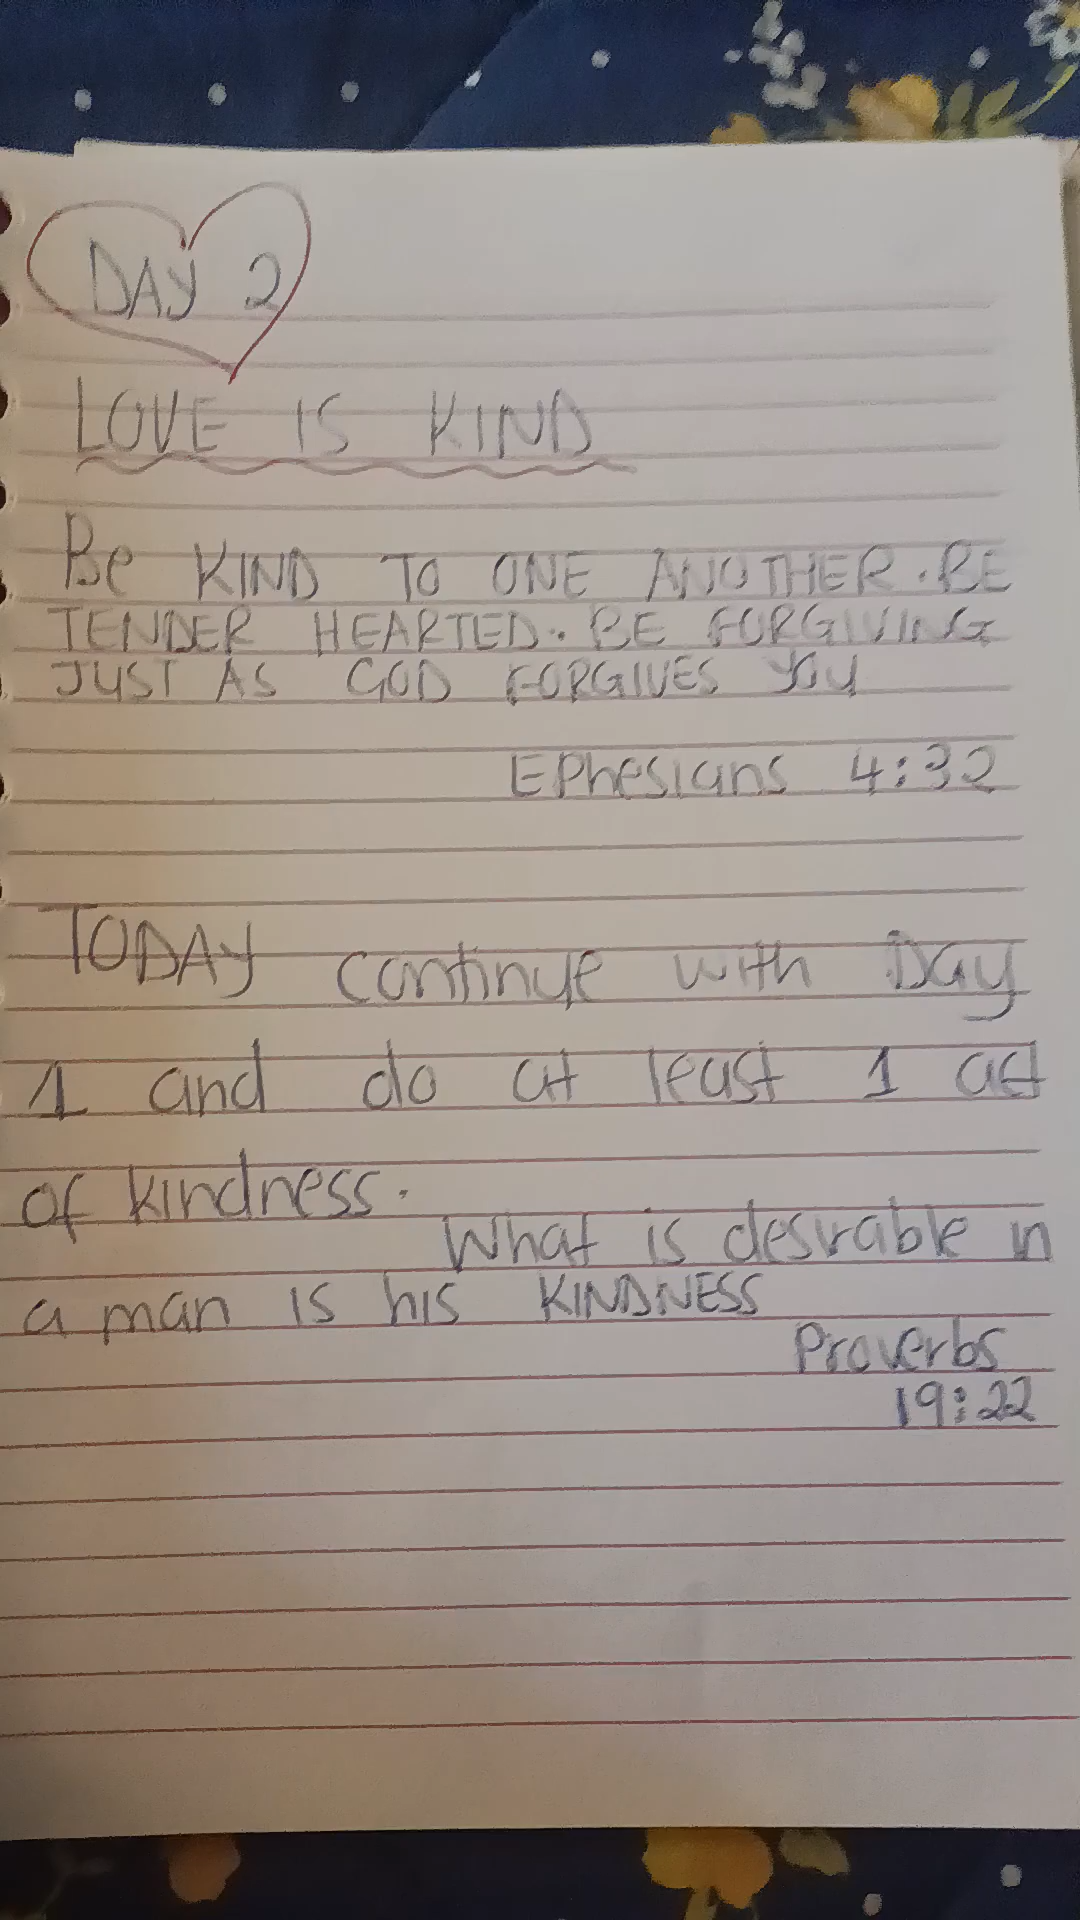 DAY 2
LOVE IS KIND
Be KIND TO ONE ANOTHER. BE
TENDER HEARTED. BE FORGIVING
JUST AS GOD FORGIVES YOU
EPhesians 4:32
TODAY continue with Day
1 and do at least 1 act
of kindness.
What is desirable in
a man is his KINDNESS
Proverbs
19:22